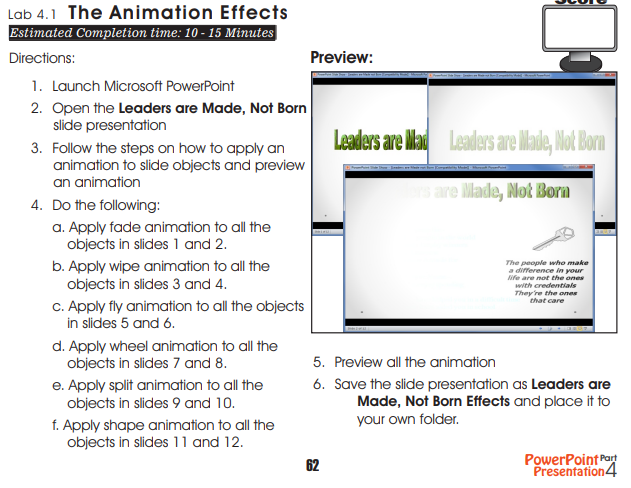 Score
Lab 4.1 The Animation Effects
Estimated Completion time: 10 - 15 Minutes
Directions:
1. Launch Microsoft PowerPoint
2. Open the Leaders are Made, Not Born
slide presentation
3. Follow the steps on how to apply an
animation to slide objects and preview
an animation
4. Do the following:
a. Apply fade animation to all the
objects in slides 1 and 2.
b. Apply wipe animation to all the
objects in slides 3 and 4.
c. Apply fly animation to all the objects
in slides 5 and 6.
d. Apply wheel animation to all the
objects in slides 7 and 8.
e. Apply split animation to all the
objects in slides 9 and 10.
f. Apply shape animation to all the
objects in slides 11 and 12.
Preview:
Leaders are Mad
Leaders are Made, Not Born
are Made, Not Born
The people who make
a difference in your
life are not the ones
with credentials
They're the ones
that care
5. Preview all the animation
6. Save the slide presentation as Leaders are
Made, Not Born Effects and place it to
your own folder.
62
PowerPoint Part
Presentation 4